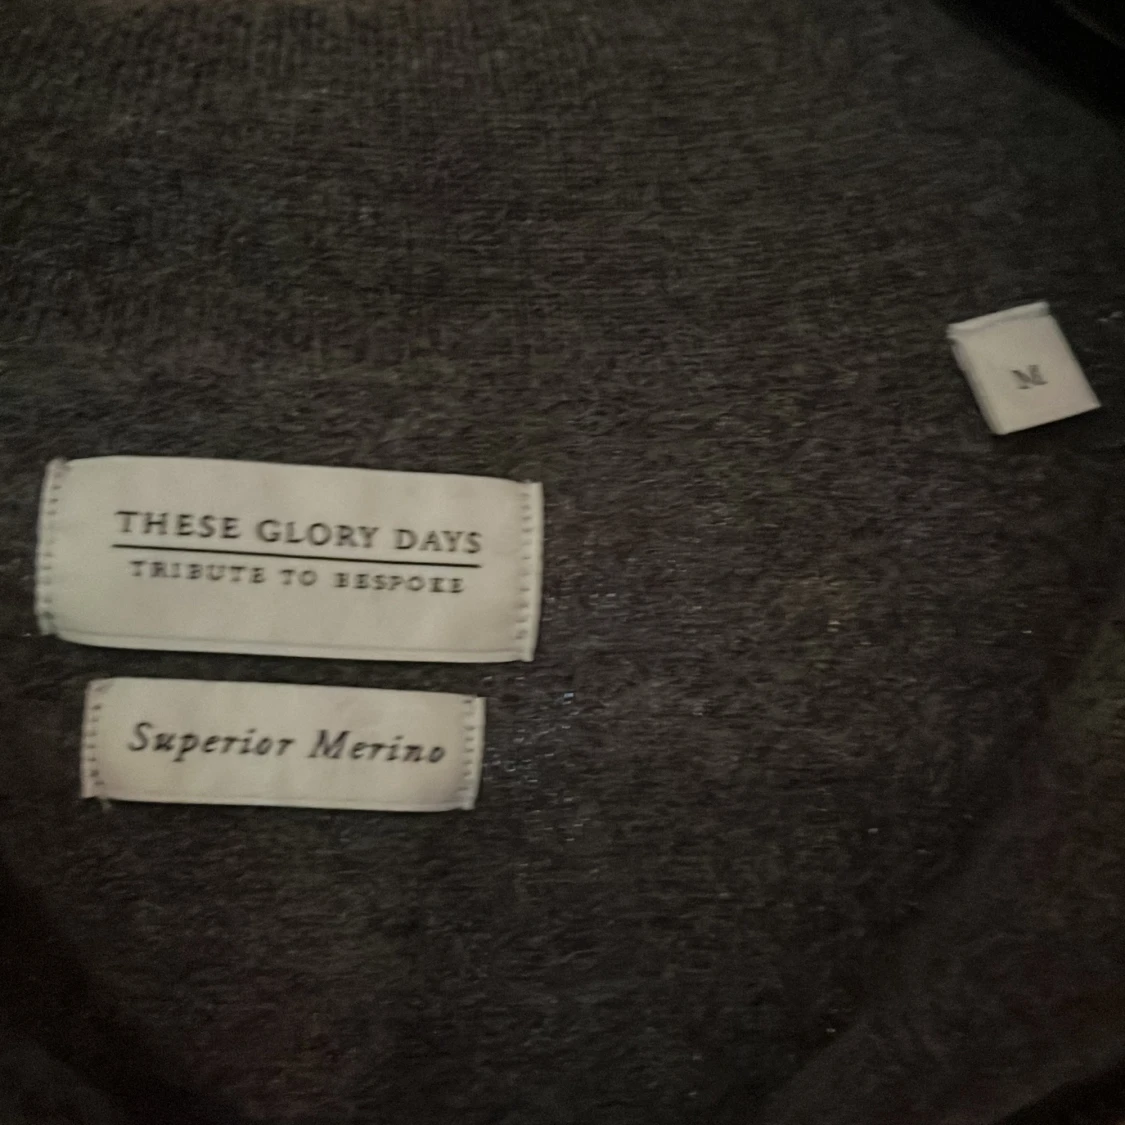 M
THESE GLORY DAYS
TRIBUTE TO BESPOKE
Superior Merino